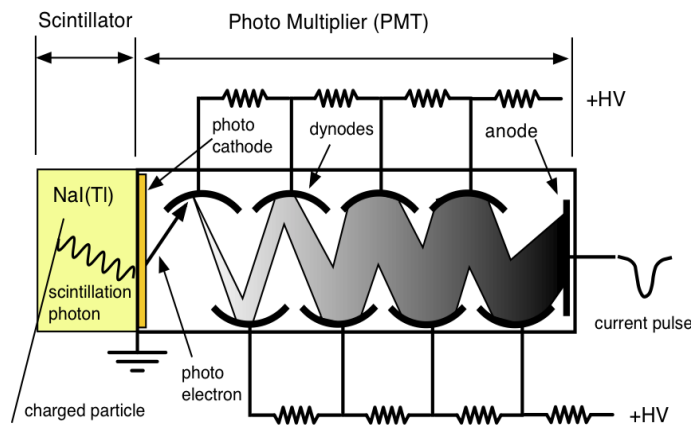 Scintillator
Photo Multiplier (PMT)
+HV
photo
cathode
dynodes
anode
NaI(Tl)
scintillation
photon
current pulse
photo
electron
charged particle
+HV